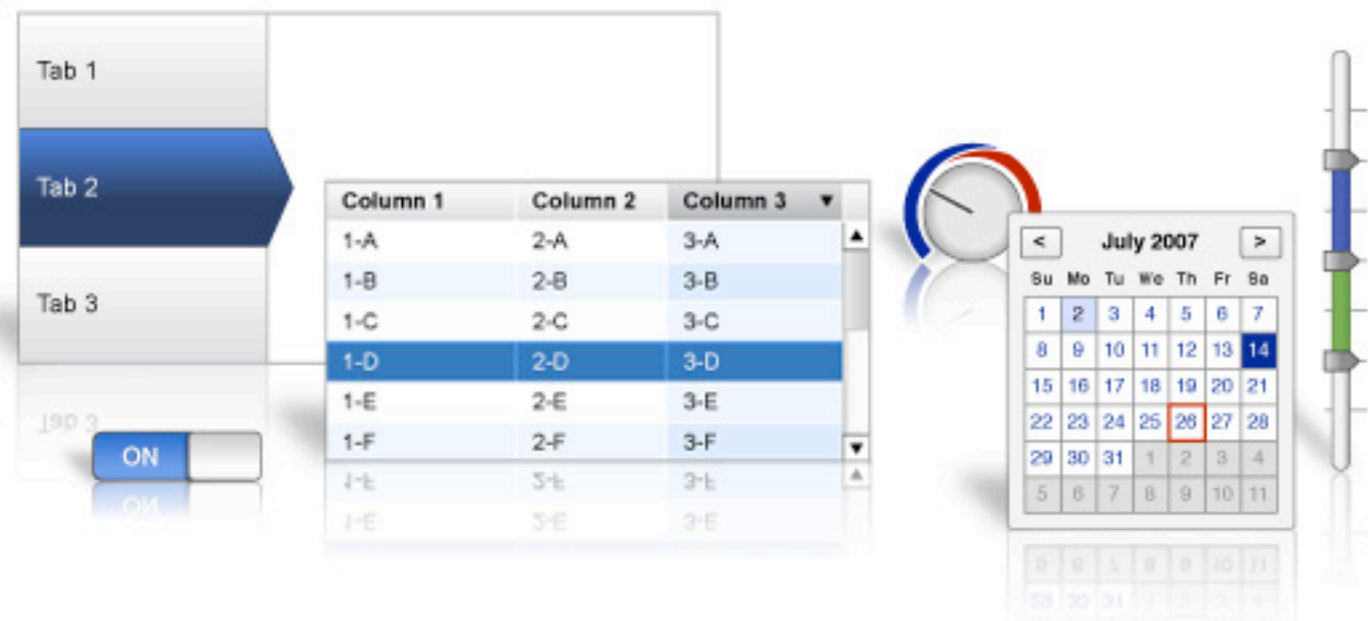 Tab 1
Tab 2
Tab 3
ON
Column 1 Column 2 Column 3 ▼
1-A 2-A 3-A
1-B 2-B 3-B
1-C 2-C 3-C
1-D 2-D 3-D
1-E 2-E 3-E
1-F 2-F 3-F
< July 2007 >
Su Mo Tu We Th Fr Sa
1 2 3 4 5 6 7
8 9 10 11 12 13 14
15 16 17 18 19 20 21
22 23 24 25 26 27 28
29 30 31 1 2 3 4
5 6 7 8 9 10 11